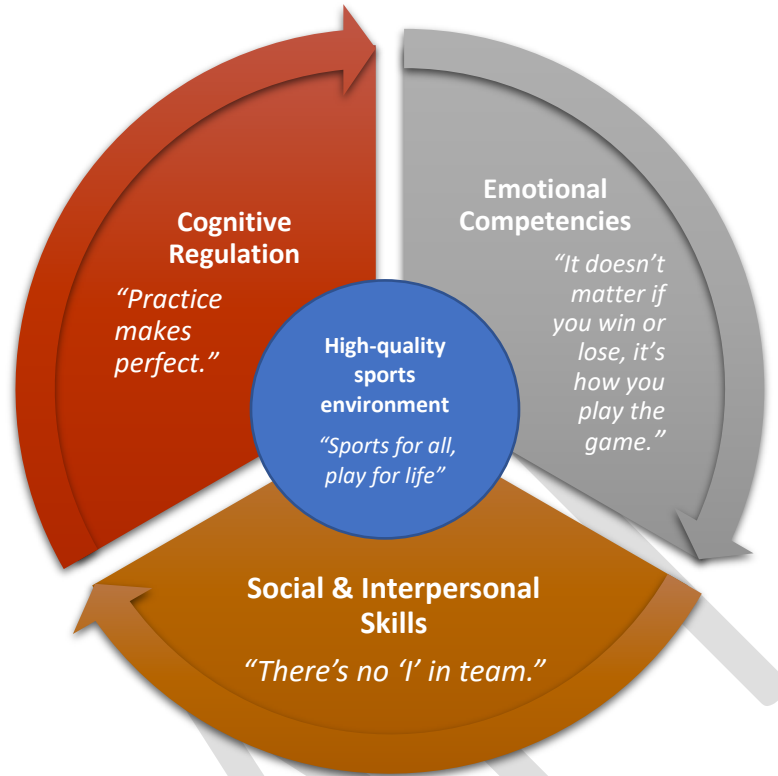 Cognitive
Regulation
“Practice
makes
perfect.”
Emotional
Competencies
“It doesn’t
matter if
you win or
lose, it’s
how you
play the
game.”
High-quality
sports
environment
“Sports for all,
play for life”
Social & Interpersonal
Skills
“There’s no ‘I’ in team.”